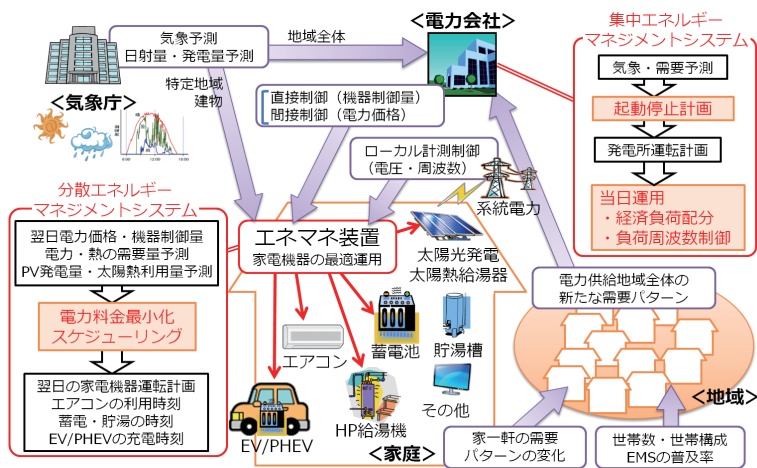 気象予測
日射量・発電量予測
地域全体
<電力会社>
集中エネルギー
マネジメントシステム
気象・需要予測
起動停止計画
発電所運転計画
当日運用
・経済負荷配分
・負荷周波数制御
<気象庁>
特定地域
建物
直接制御（機器制御量）
間接制御（電力価格）
ローカル計測制御
（電圧・周波数）
系統電力
6:00
12:00
18:00
分散エネルギー
マネジメントシステム
翌日電力価格・機器制御量
電力・熱の需要量予測
PV発電量・太陽熱利用量予測
電力料金最小化
スケジューリング
翌日の家電機器運転計画
エアコンの利用時刻
蓄電・貯湯の時刻
EV/PHEVの充電時刻
エネマネ装置
家電機器の最適運用
太陽光発電
太陽熱給湯器
エアコン
蓄電池
貯湯槽
EV/PHEV
HP給湯機
その他
<家庭>
電力供給地域全体の
新たな需要パターン
<地域>
家一軒の需要
パターンの変化
世帯数・世帯構成
EMSの普及率